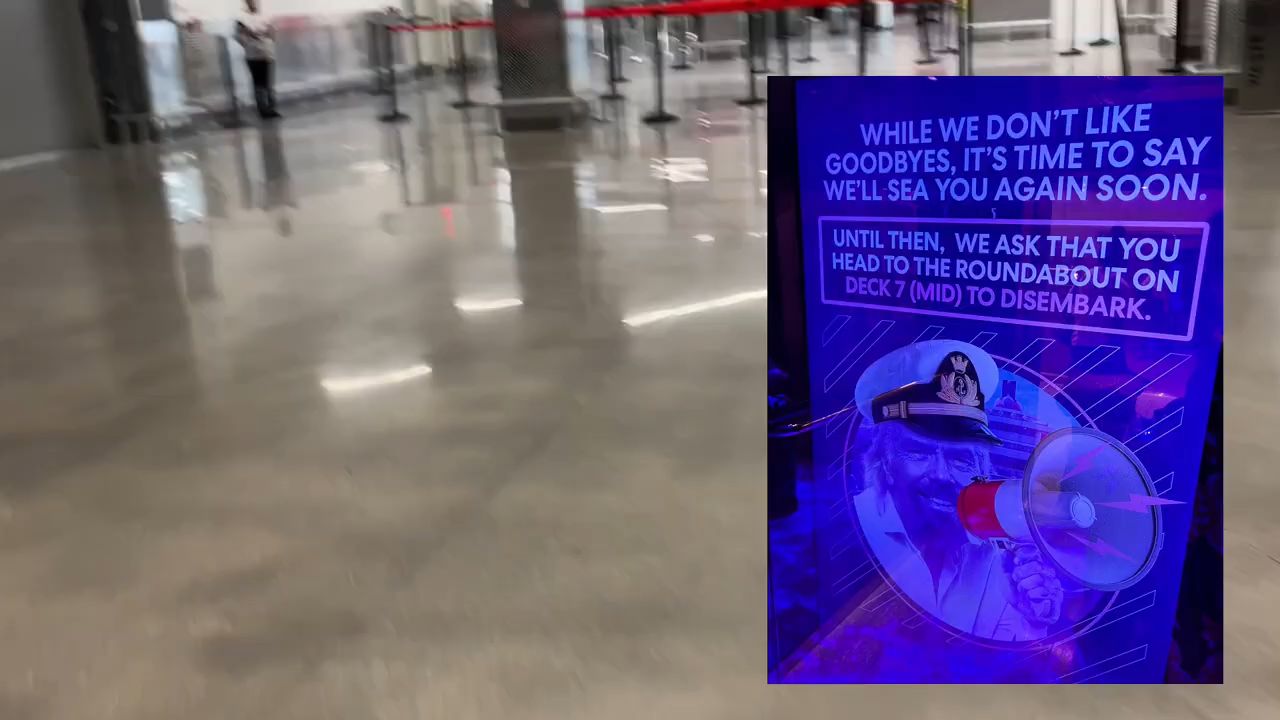 WHILE WE DON'T LIKE
GOODBYES, IT'S TIME TO SAY
WE'LL SEA YOU AGAIN SOON.
UNTIL THEN, WE ASK THAT YOU
HEAD TO THE ROUNDABOUT ON
DECK 7 (MID) TO DISEMBARK.